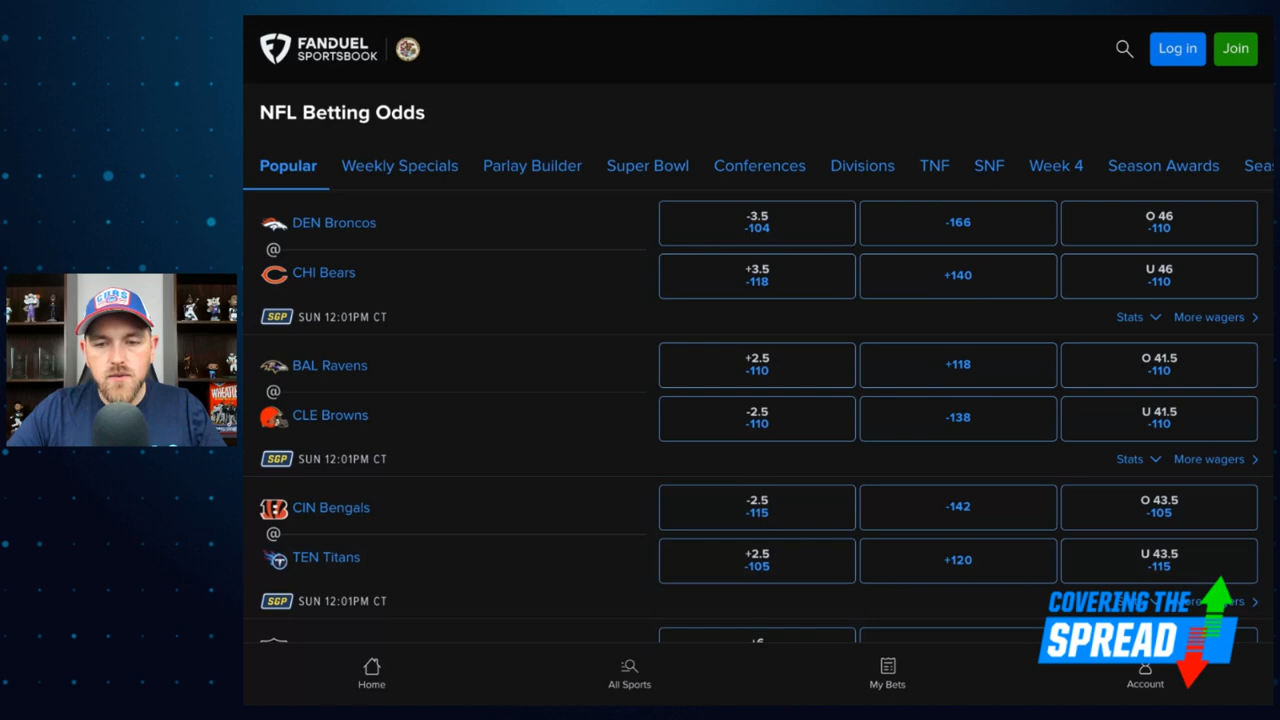 FANDUEL
SPORTSBOOK
Log in
Join
NFL Betting Odds
Popular Weekly Specials Parlay Builder Super Bowl Conferences Divisions TNF SNF Week 4 Season Awards Sea
DEN Broncos
-3.5
-104
-166
O 46
-110
@
CHI Bears
+3.5
-118
+140
U 46
-110
SGP SUN 12:01PM CT
Stats More wagers
BAL Ravens
+2.5
-110
+118
O 41.5
-110
@
CLE Browns
-2.5
-110
-138
U 41.5
-110
SGP SUN 12:01PM CT
Stats More wagers
CIN Bengals
-2.5
-115
-142
O 43.5
-105
@
TEN Titans
+2.5
-105
+120
U 43.5
-115
SGP SUN 12:01PM CT
COVERING THE
SPREAD
Home
All Sports
My Bets
Account
CUBS
WHEATIES